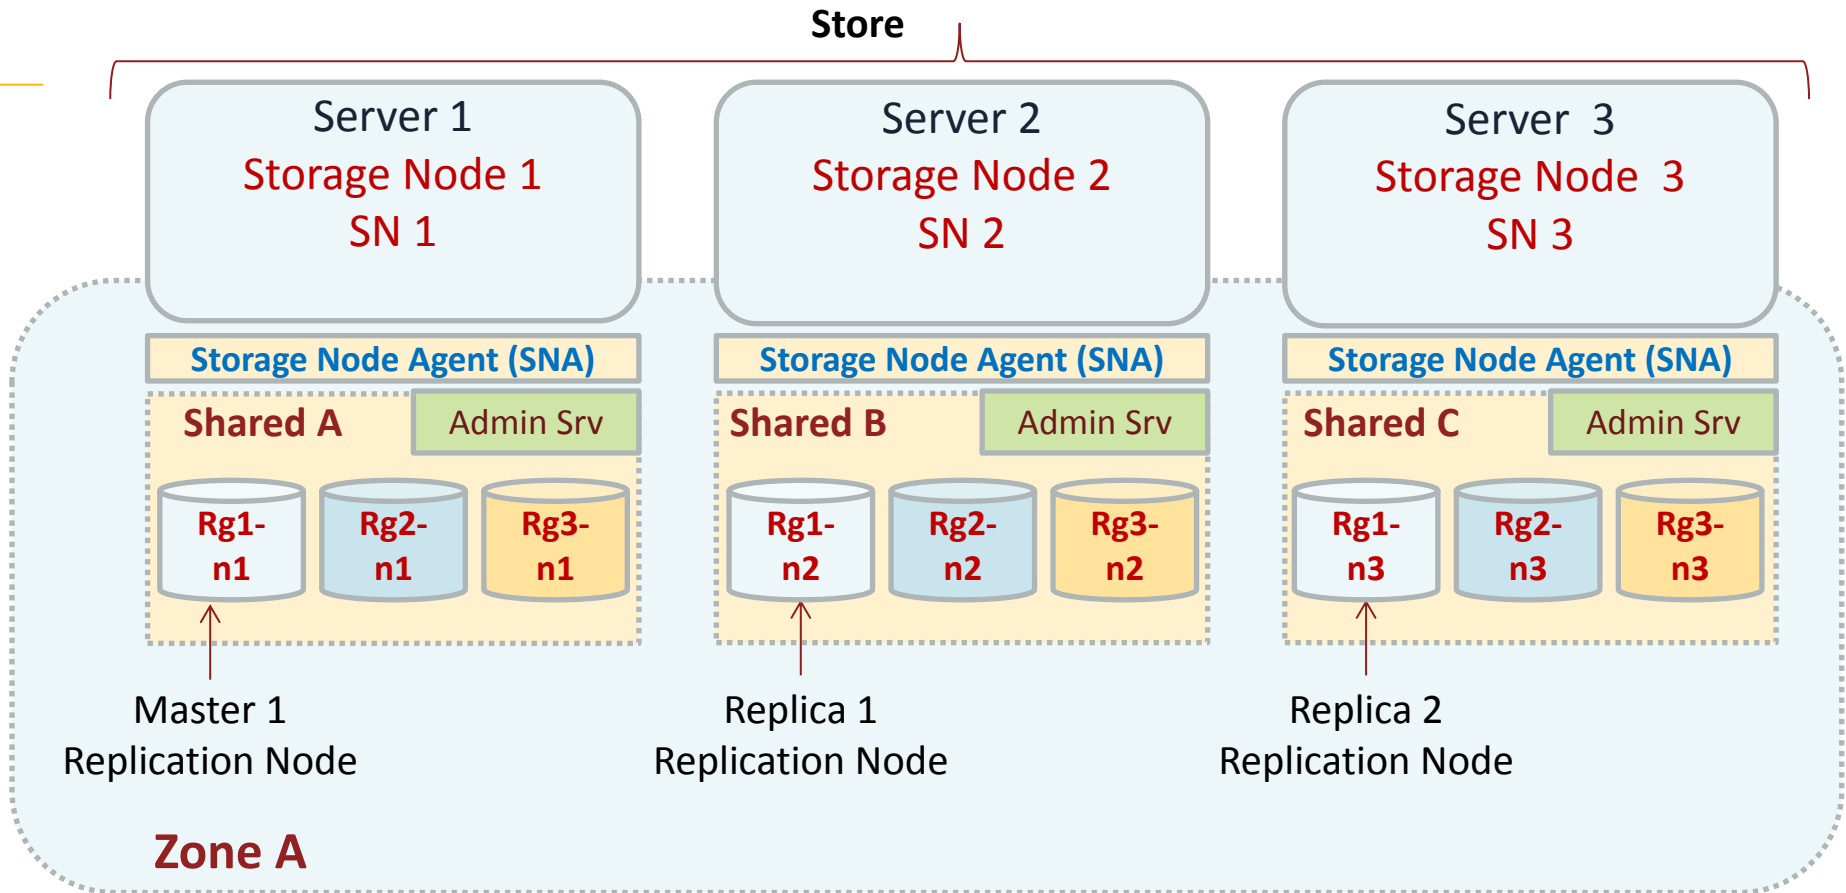 Store
Server 1
Storage Node 1
SN 1
Server 2
Storage Node 2
SN 2
Server 3
Storage Node 3
SN 3
Storage Node Agent (SNA)
Storage Node Agent (SNA)
Storage Node Agent (SNA)
Shared A
Admin Srv
Shared B
Admin Srv
Shared C
Admin Srv
Rg1-
n1
Rg2-
n1
Rg3-
n1
Rg1-
n2
Rg2-
n2
Rg3-
n2
Rg1-
n3
Rg2-
n3
Rg3-
n3
Master 1
Replication Node
Replica 1
Replication Node
Replica 2
Replication Node
Zone A